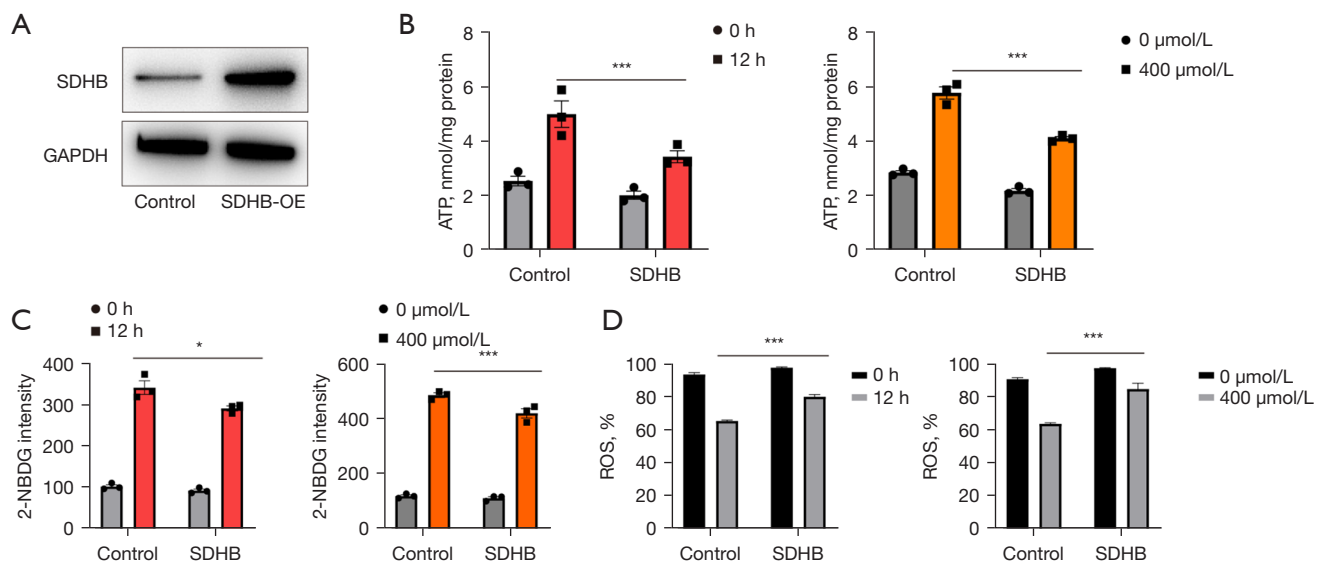 A
SDHB
GAPDH
Control SDHB-OE
B
ATP, nmol/mg protein
8
6
4
2
0
***
0 h
12 h
Control SDHB
ATP, nmol/mg protein
8
6
4
2
0
***
0 µmol/L
400 µmol/L
Control SDHB
C
0 h
12 h
2-NBDG intensity
400
300
200
100
0
*
Control SDHB
0 µmol/L
400 µmol/L
2-NBDG intensity
600
400
200
0
***
Control SDHB
D
ROS, %
100
80
60
40
20
0
***
0 h
12 h
Control SDHB
ROS, %
100
80
60
40
20
0
***
0 µmol/L
400 µmol/L
Control SDHB